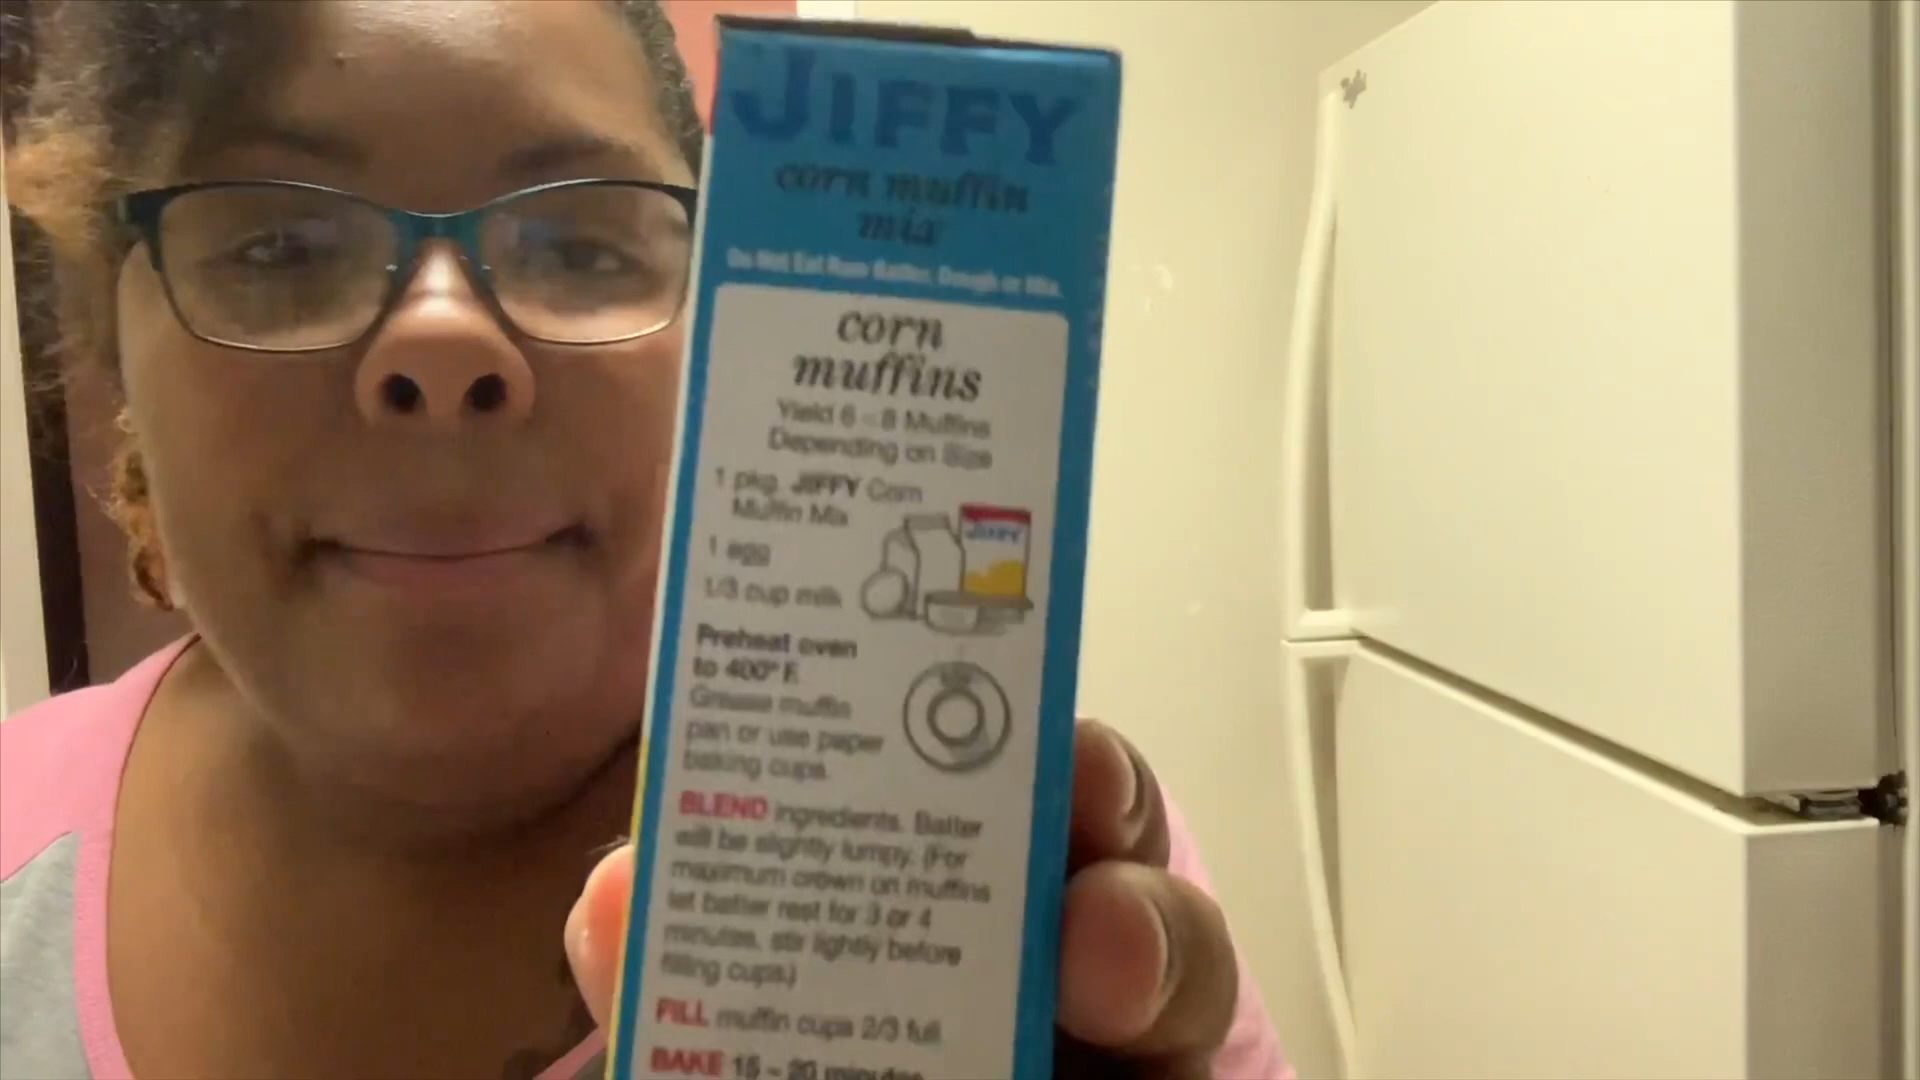 JIFFY
corn muffin
mix
Do Not Eat Raw Batter, Dough or Mix.
corn
muffins
Yield 6 - 8 Muffins
Depending on Size
1 pkg. JIFFY Corn
Muffin Mix
JIFFY
1 egg
1/3 cup milk
Preheat oven
to 400° F.
Grease muffin
pan or use paper
baking cups.
BLEND ingredients. Batter
will be slightly lumpy. (For
maximum crown on muffins
let batter rest for 3 or 4
minutes, stir lightly before
filling cups.)
FILL muffin cups 2/3 full.
BAKE 15 - 20 minutes